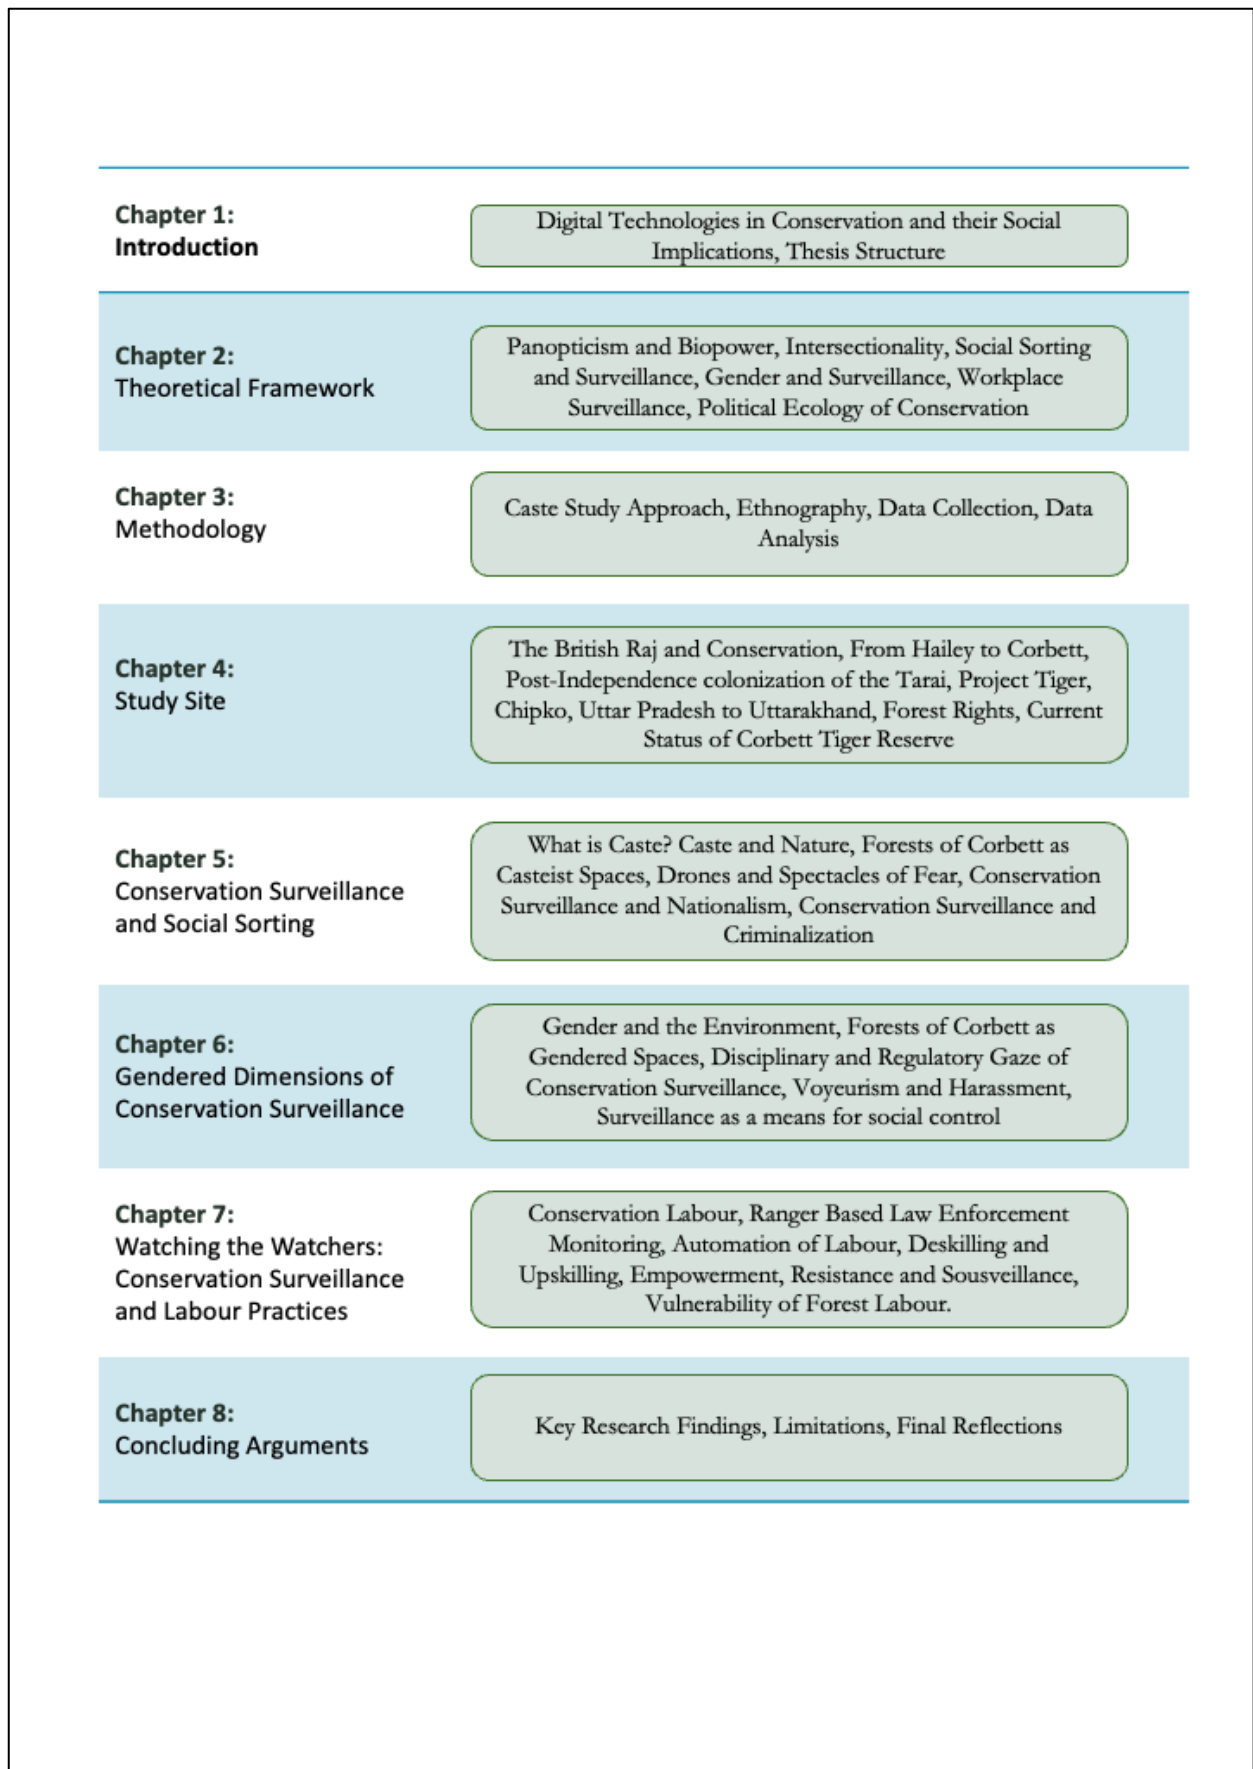 Chapter 1:
Introduction
Digital Technologies in Conservation and their Social
Implications, Thesis Structure
Chapter 2:
Theoretical Framework
Panopticism and Biopower, Intersectionality, Social Sorting
and Surveillance, Gender and Surveillance, Workplace
Surveillance, Political Ecology of Conservation
Chapter 3:
Methodology
Caste Study Approach, Ethnography, Data Collection, Data
Analysis
Chapter 4:
Study Site
The British Raj and Conservation, From Hailey to Corbett,
Post-Independence colonization of the Tarai, Project Tiger,
Chipko, Uttar Pradesh to Uttarakhand, Forest Rights, Current
Status of Corbett Tiger Reserve
Chapter 5:
Conservation Surveillance
and Social Sorting
What is Caste? Caste and Nature, Forests of Corbett as
Casteist Spaces, Drones and Spectacles of Fear, Conservation
Surveillance and Nationalism, Conservation Surveillance and
Criminalization
Chapter 6:
Gendered Dimensions of
Conservation Surveillance
Gender and the Environment, Forests of Corbett as
Gendered Spaces, Disciplinary and Regulatory Gaze of
Conservation Surveillance, Voyeurism and Harassment,
Surveillance as a means for social control
Chapter 7:
Watching the Watchers:
Conservation Surveillance
and Labour Practices
Conservation Labour, Ranger Based Law Enforcement
Monitoring, Automation of Labour, Deskilling and
Upskilling, Empowerment, Resistance and Sousveillance,
Vulnerability of Forest Labour.
Chapter 8:
Concluding Arguments
Key Research Findings, Limitations, Final Reflections